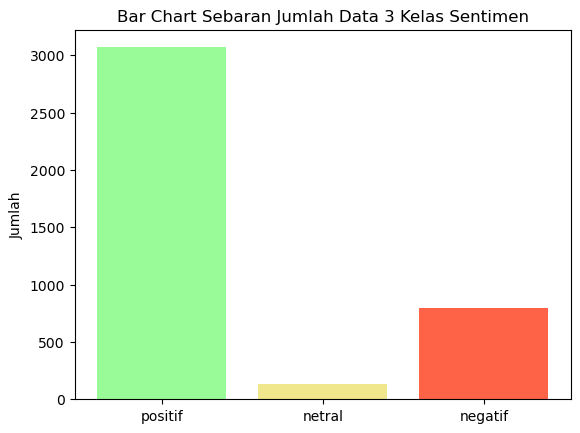 Bar Chart Sebaran Jumlah Data 3 Kelas Sentimen
Jumlah
3000
2500
2000
1500
1000
500
0
positif
netral
negatif